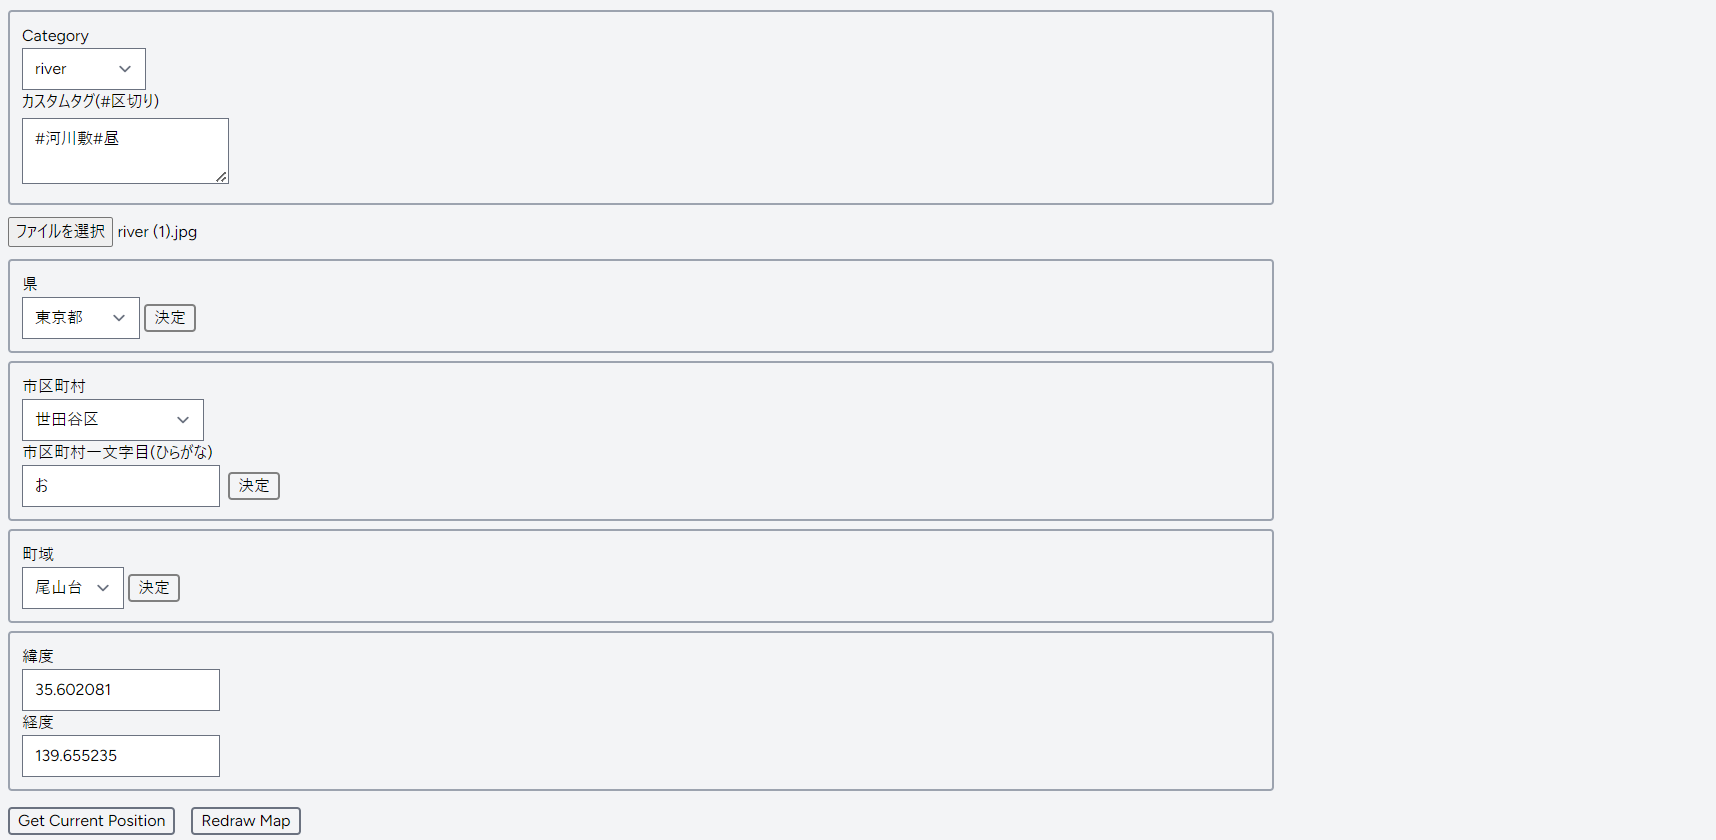 Category
river
カスタムタグ(#区切り)
#河川敷#昼
ファイルを選択 river (1).jpg
県
東京都 決定
市区町村
世田谷区
市区町村一文字目(ひらがな)
お 決定
町域
尾山台 決定
緯度
35.602081
経度
139.655235
Get Current Position Redraw Map